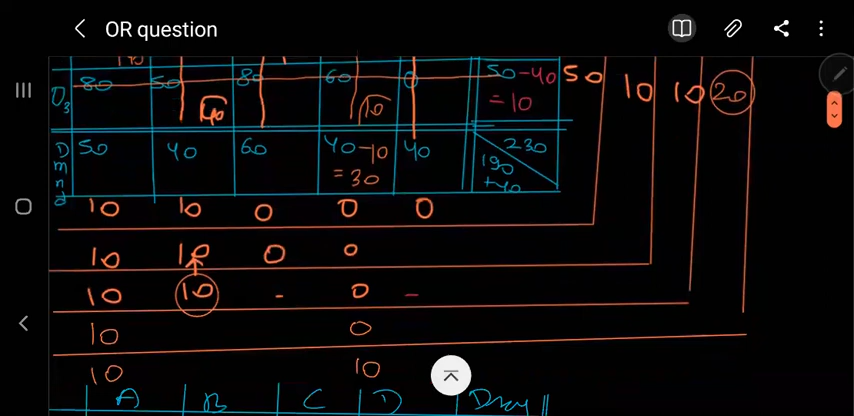 OR question
80 50 80 60 0 50-40 50
O3 40 10 =10 10 10 20
Dmnd 50 40 60 40-10 40 230
=30 190
+40
10 10 0 0 0
10 10 0 0
10 10 - 0 -
10 0
10 10
A B C D